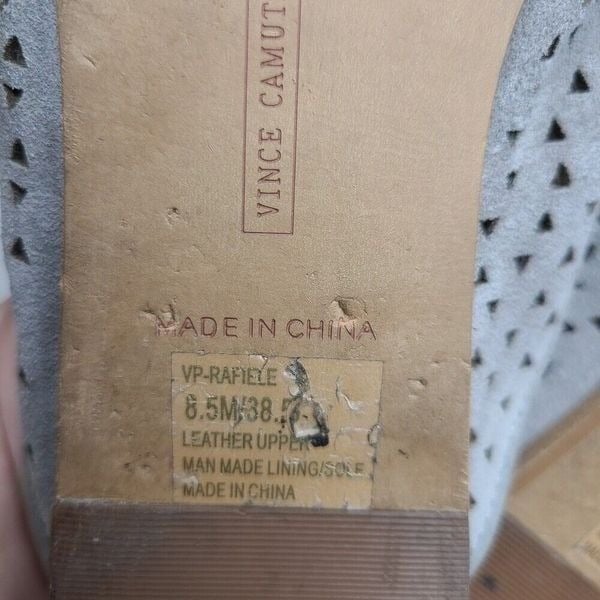 VINCE CAMUT
MADE IN CHINA
VP-RAFIELE
8.5M/38.5
LEATHER UPPER
MAN MADE LINING/SOLE
MADE IN CHINA